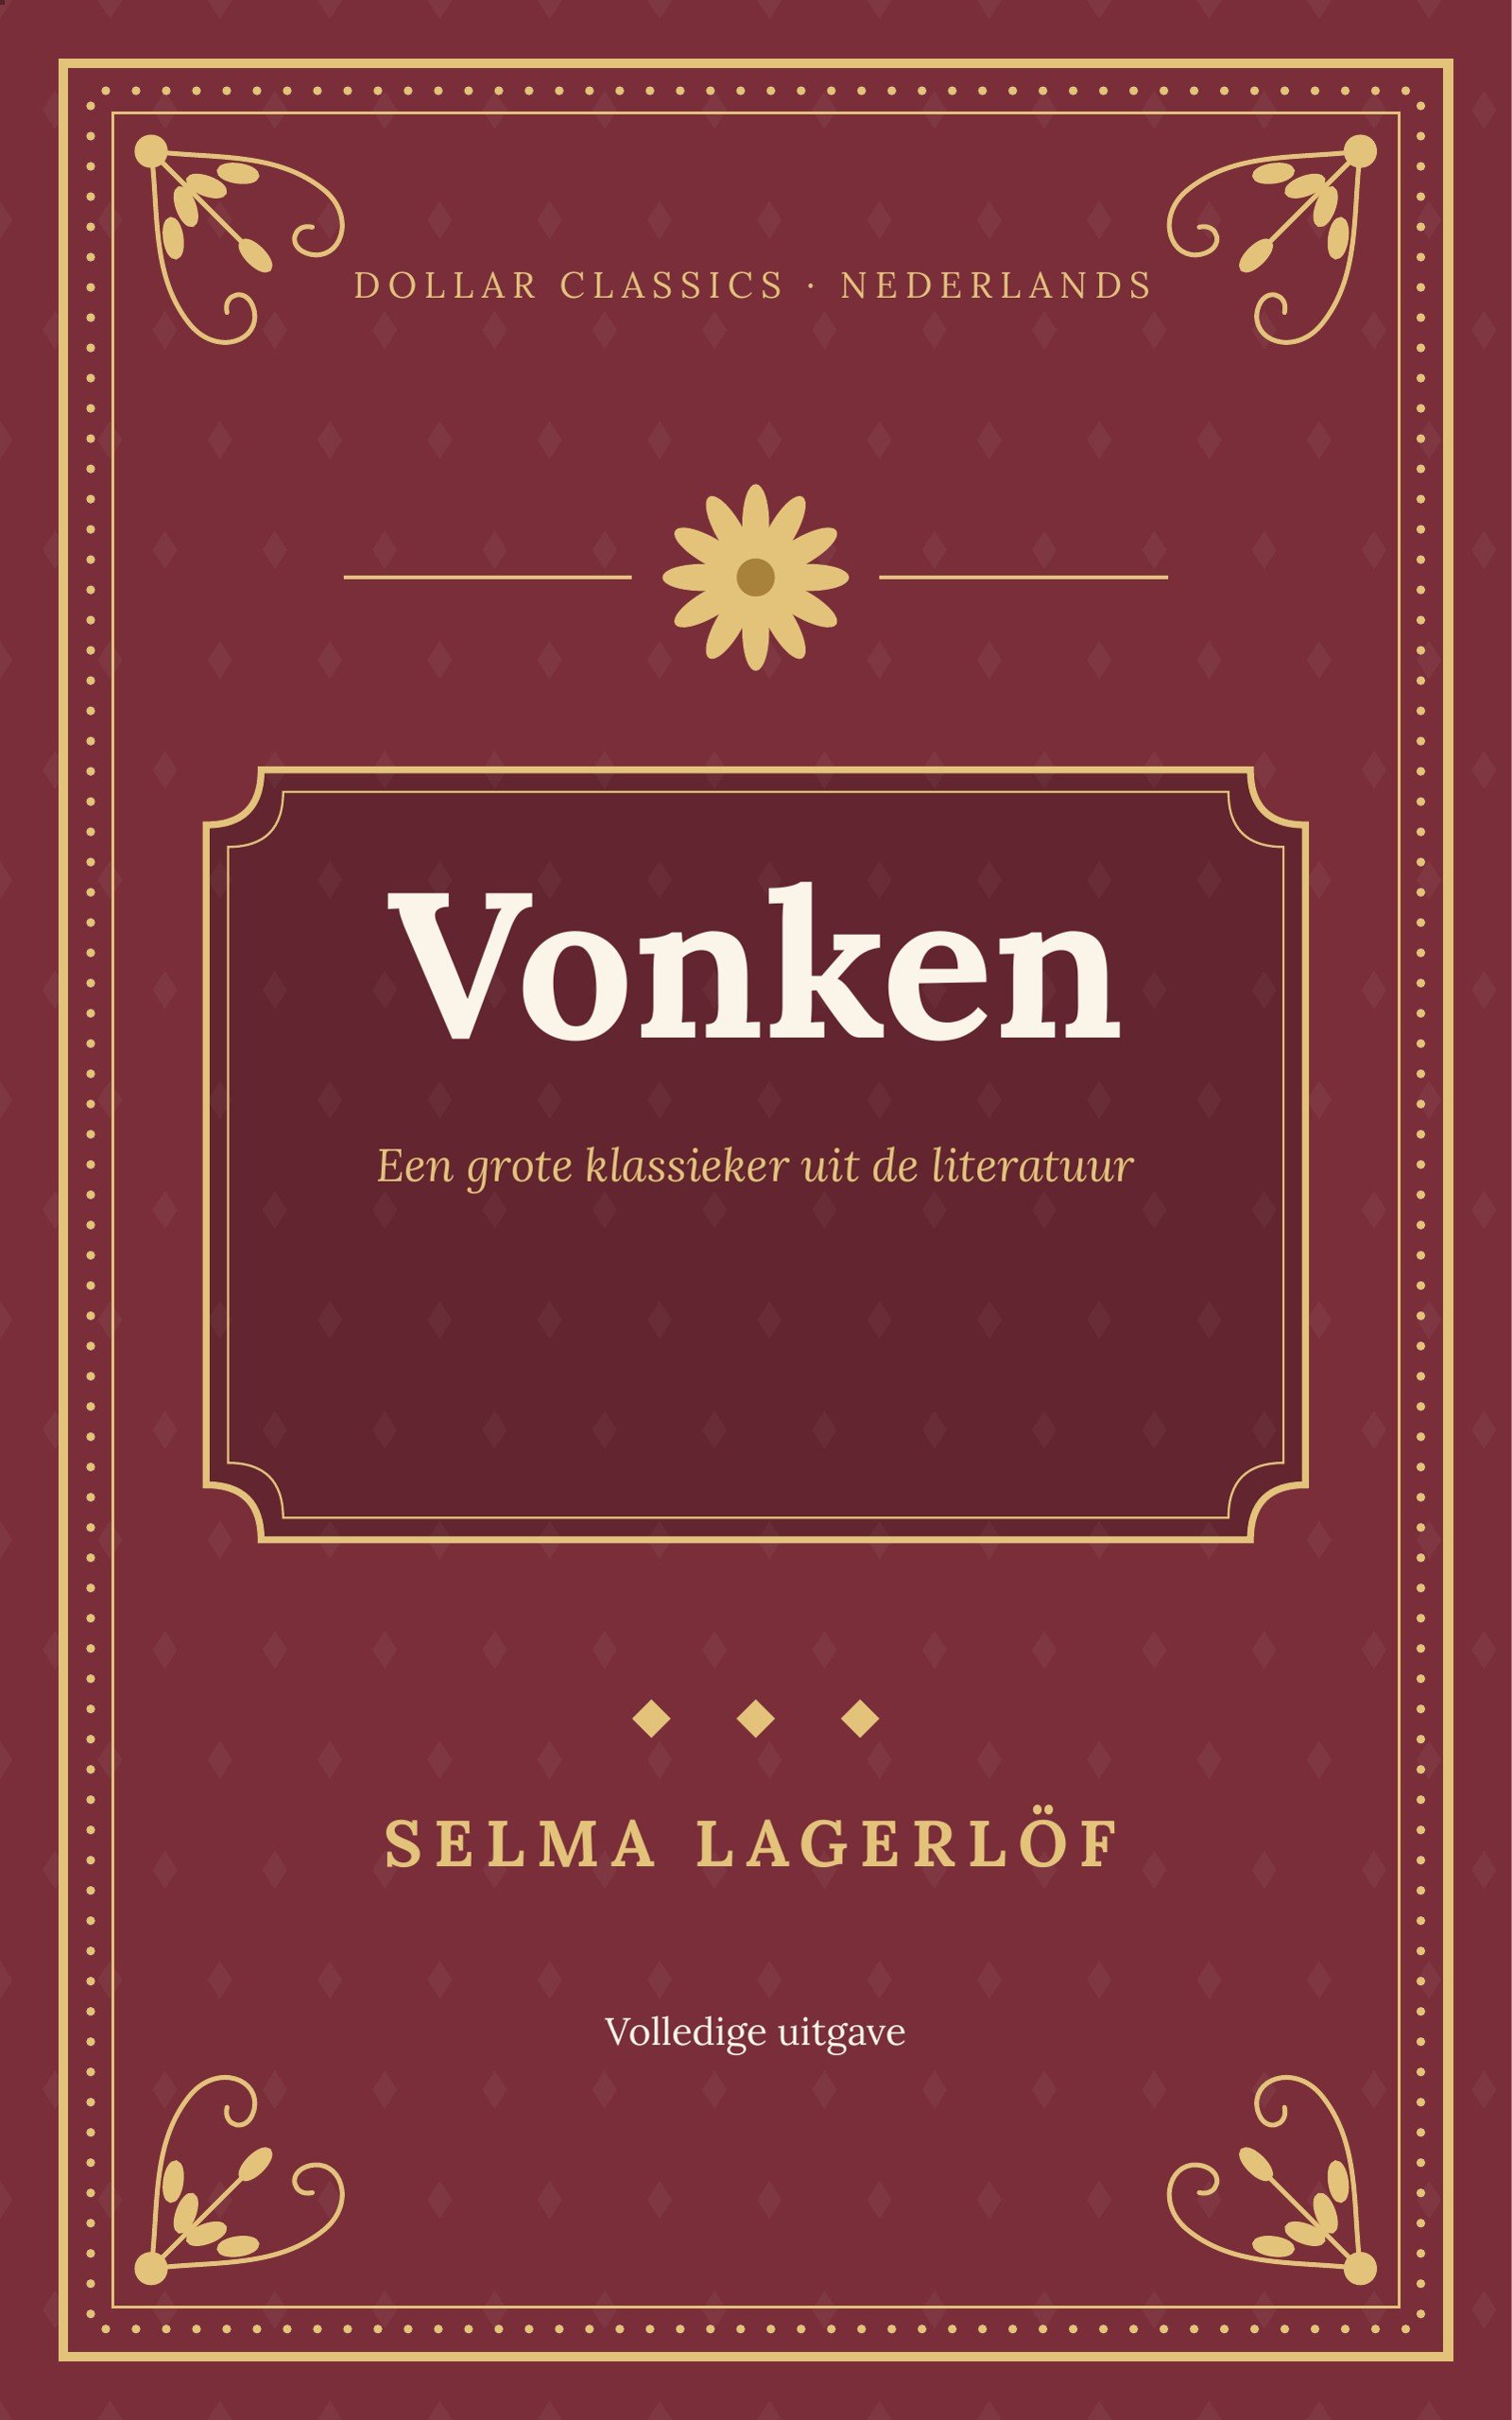 DOLLAR CLASSICS · NEDERLANDS
Vonken
Een grote klassieker uit de literatuur
SELMA LAGERLÖF
Volledige uitgave